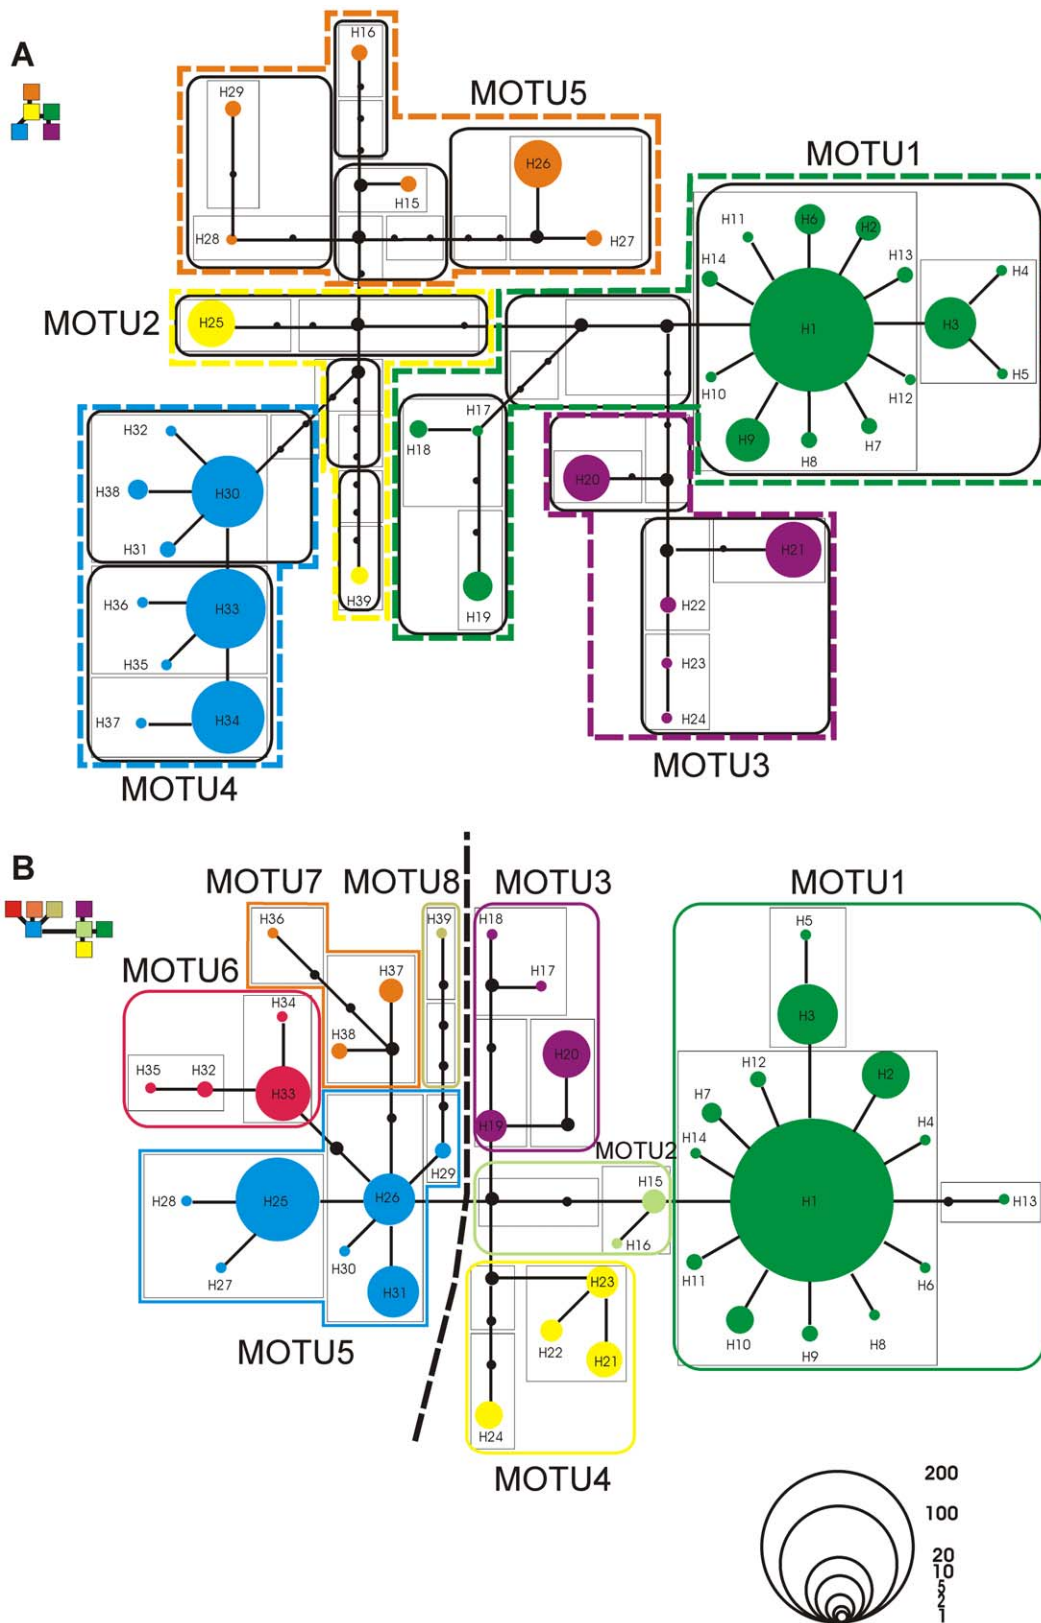 A
H16
H29
MOTU5
H26
MOTU1
H15
H28
H27
H11
H6
H2
H14
H13
H4
MOTU2
H25
H1
H3
H5
H10
H12
H32
H17
H18
H9
H8
H7
H38
H30
H20
H31
H21
H36
H33
H39
H19
H22
H35
H23
H37
H34
H24
MOTU3
MOTU4
B
MOTU7
MOTU8
MOTU3
MOTU1
H36
H39
H18
H5
MOTU6
H37
H17
H34
H3
H38
H20
H35
H32
H33
H12
H2
H7
H19
H4
MOTU2
H14
H29
H15
H28
H25
H26
H1
H13
H16
H30
H27
H11
H6
H31
H23
MOTU5
H22
H21
H10
H9
H8
H24
MOTU4
200
100
20
10
5
2
1